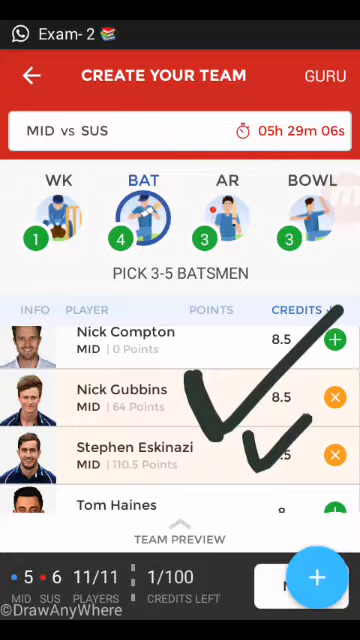 Exam- 2
CREATE YOUR TEAM
GURU
MID vs SUS
05h 29m 06s
WK
BAT
AR
BOWL
1
4
3
3
PICK 3-5 BATSMEN
INFO
PLAYER
POINTS
CREDITS
Nick Compton
MID | 0 Points
8.5
Nick Gubbins
MID | 64 Points
8.5
Stephen Eskinazi
MID | 110.5 Points
.5
Tom Haines
TEAM PREVIEW
5
6
11/11
1/100
MID
SUS
PLAYERS
CREDITS LEFT
©DrawAnyWhere